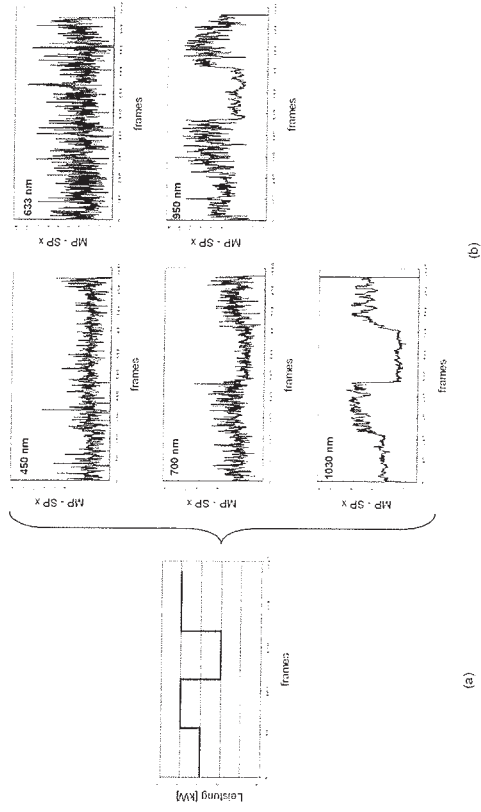 Leistung [kW]
frames
(a)
450 nm
MP - SP x
frames
633 nm
MP - SP x
frames
700 nm
MP - SP x
frames
950 nm
MP - SP x
frames
1030 nm
MP - SP x
frames
(b)